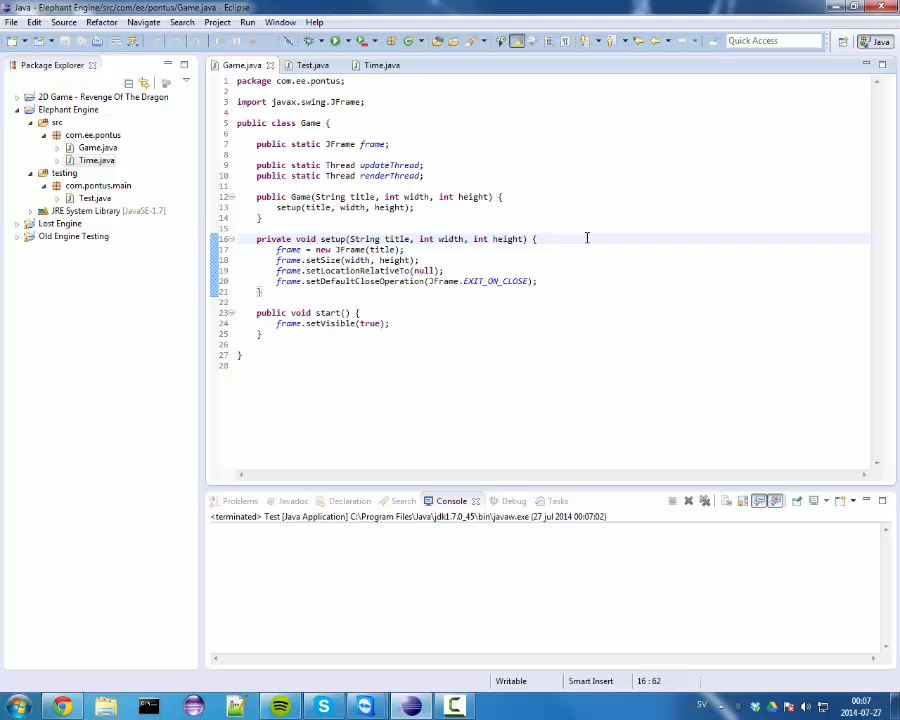 Java - Elephant Engine/src/com/ee/pontus/Game.java - Eclipse
File Edit Source Refactor Navigate Search Project Run Window Help
Quick Access
Java
Package Explorer
2D Game - Revenge Of The Dragon
Elephant Engine
src
com.ee.pontus
Game.java
Time.java
testing
com.pontus.main
Test.java
JRE System Library [JavaSE-1.7]
Lost Engine
Old Engine Testing
Game.java Test.java Time.java
1 package com.ee.pontus;
2
3 import javax.swing.JFrame;
4
5 public class Game {
6
7 public static JFrame frame;
8
9 public static Thread updateThread;
10 public static Thread renderThread;
11
12 public Game(String title, int width, int height) {
13 setup(title, width, height);
14 }
15
16 private void setup(String title, int width, int height) {
17 frame = new JFrame(title);
18 frame.setSize(width, height);
19 frame.setLocationRelativeTo(null);
20 frame.setDefaultCloseOperation(JFrame.EXIT_ON_CLOSE);
21 }
22
23 public void start() {
24 frame.setVisible(true);
25 }
26
27 }
28
Problems Javadoc Declaration Search Console Debug Tasks
<terminated> Test [Java Application] C:\Program Files\Java\jdk1.7.0_45\bin\javaw.exe (27 jul 2014 00:07:02)
Writable Smart Insert 16 : 62
SV
00:07
2014-07-27